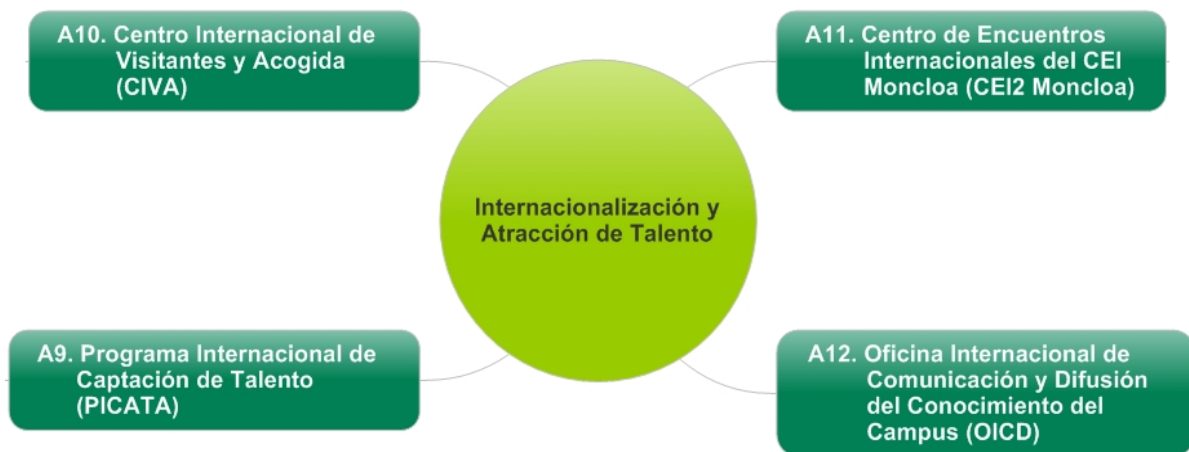 A10. Centro Internacional de
Visitantes y Acogida
(CIVA)
A11. Centro de Encuentros
Internacionales del CEI
Moncloa (CEI2 Moncloa)
Internacionalización y
Atracción de Talento
A9. Programa Internacional de
Captación de Talento
(PICATA)
A12. Oficina Internacional de
Comunicación y Difusión
del Conocimiento del
Campus (OICD)